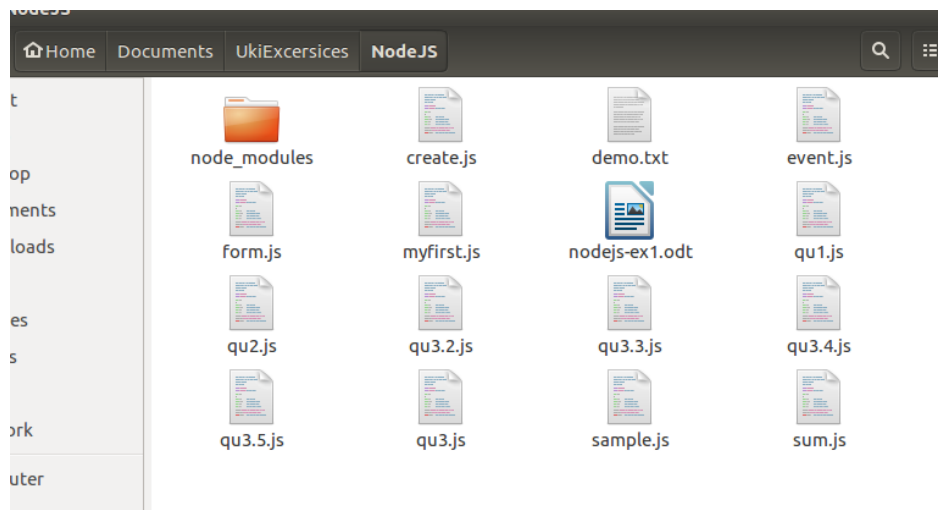 NodeJS
Home Documents UkiExcersices NodeJS
node_modules create.js demo.txt event.js
form.js myfirst.js nodejs-ex1.odt qu1.js
qu2.js qu3.2.js qu3.3.js qu3.4.js
qu3.5.js qu3.js sample.js sum.js
t
op
ments
loads
es
s
ork
uter